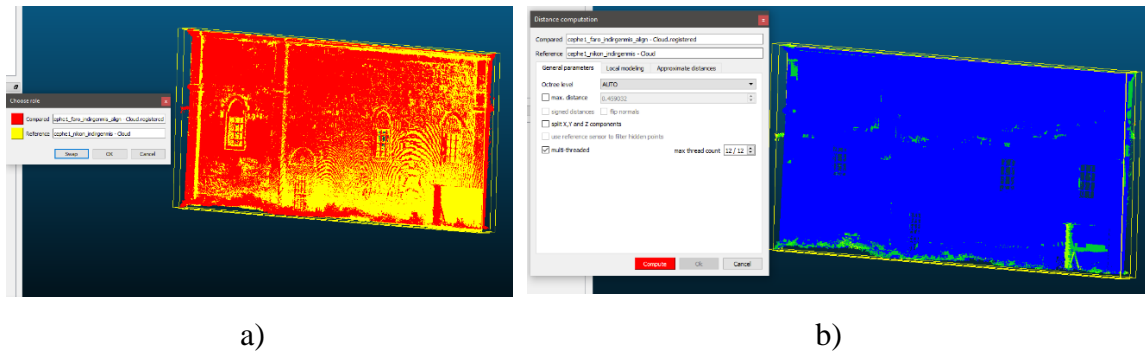 Choose role
Compared cephe1_faro_indirgenmis_align - Cloud.registered
Reference cephe1_nikon_indirgenmis - Cloud
Swap OK Cancel
a)
Distance computation
Compared cephe1_faro_indirgenmis_align - Cloud.registered
Reference cephe1_nikon_indirgenmis - Cloud
General parameters Local modeling Approximate distances
Octree level AUTO
max. distance 0.459032
signed distances flip normals
split X,Y and Z components
use reference sensor to filter hidden points
multi-threaded max thread count 12 / 12
Compute Ok Cancel
b)